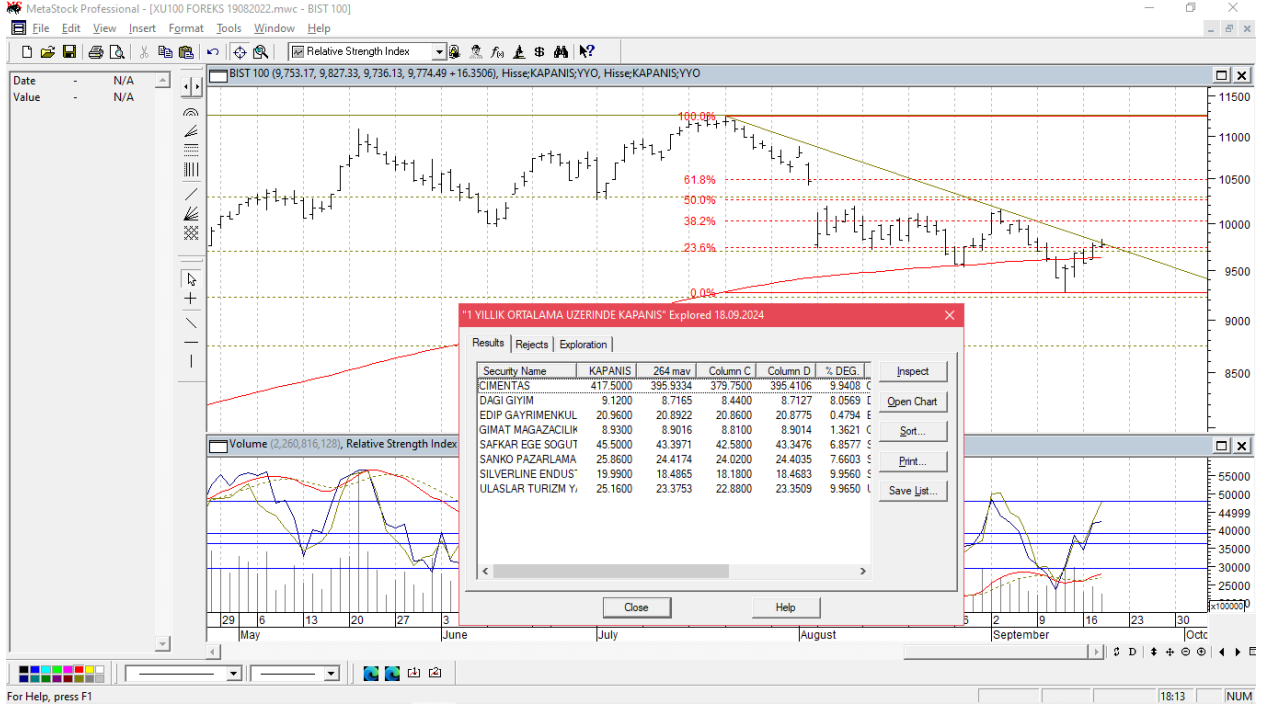 MetaStock Professional - [XU100 FOREKS 19082022.mwc - BIST 100]
File Edit View Insert Format Tools Window Help
Relative Strength Index
Date - N/A
Value - N/A
BIST 100 (9,753.17, 9,827.33, 9,736.13, 9,774.49 +16.3506), Hisse;KAPANIS;YYO, Hisse;KAPANIS;YYO
11500
11000
10500
10000
9500
9000
8500
100.0%
61.8%
50.0%
38.2%
23.6%
0.0%
"1 YILLIK ORTALAMA UZERINDE KAPANIS" Explored 18.09.2024
Results Rejects Exploration
Security Name KAPANIS 264 mav Column C Column D % DEG.
CIMENTAS 417.5000 395.9334 379.7500 395.4106 9.9408
DAGI GIYIM 9.1200 8.7165 8.4400 8.7127 8.0569
EDIP GAYRIMENKUL 20.9600 20.8922 20.8600 20.8775 0.4794
GIMAT MAGAZACILIK 8.9300 8.9016 8.8100 8.9014 1.3621
SAFKAR EGE SOGUT 45.5000 43.3971 42.5800 43.3476 6.8577
SANKO PAZARLAMA 25.8600 24.4174 24.0200 24.4035 7.6603
SILVERLINE ENDUS 19.9900 18.4865 18.1800 18.4683 9.9560
ULASLAR TURIZM Y 25.1600 23.3753 22.8800 23.3509 9.9650
Inspect
Open Chart
Sort...
Print...
Save List...
Close Help
Volume (2,260,816,128), Relative Strength Index
55000
50000
44999
40000
35000
30000
25000
x100000
29 6 13 20 27 3 2 9 16 23 30
May June July August September Octo
D
For Help, press F1
18:13 NUM